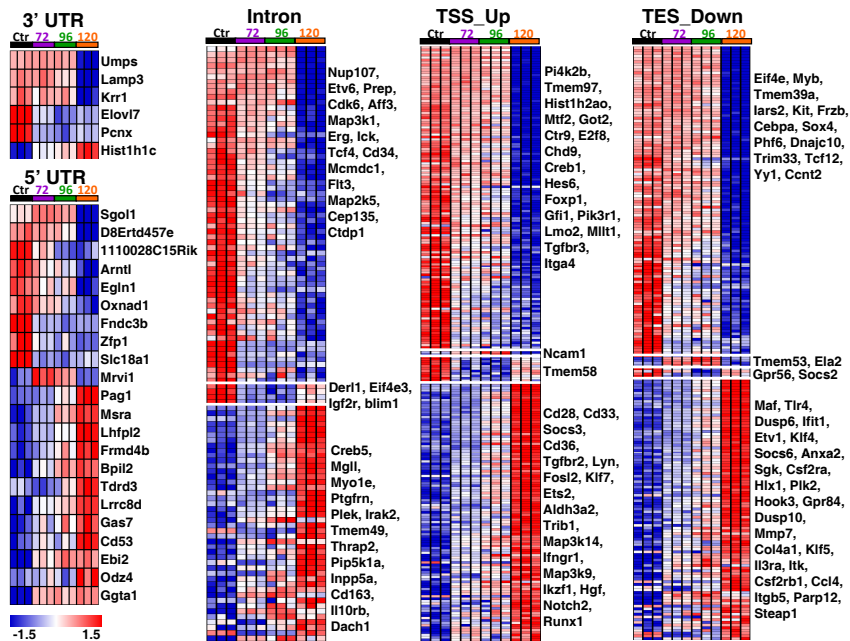 3' UTR
Ctr 72 96 120
Umps
Lamp3
Krr1
Elovl7
Pcnx
Hist1h1c
5' UTR
Ctr 72 96 120
Sgol1
D8Ertd457e
1110028C15Rik
Arntl
Egln1
Oxnad1
Fndc3b
Zfp1
Slc18a1
Mrvi1
Pag1
Msra
Lhfpl2
Frmd4b
Bpil2
Tdrd3
Lrrc8d
Gas7
Cd53
Ebi2
Odz4
Ggta1
-1.5 1.5
Intron
Ctr 72 96 120
Nup107,
Etv6, Prep,
Cdk6, Aff3,
Map3k1,
Erg, Ick,
Tcf4, Cd34,
Mcmdc1,
Flt3,
Map2k5,
Cep135,
Ctdp1
Derl1, Eif4e3,
Igf2r, blim1
Creb5,
Mgll,
Myo1e,
Ptgfrn,
Plek, Irak2,
Tmem49,
Thrap2,
Pip5k1a,
Inpp5a,
Cd163,
Il10rb,
Dach1
TSS_Up
Ctr 72 96 120
Pi4k2b,
Tmem97,
Hist1h2ao,
Mtf2, Got2,
Ctr9, E2f8,
Chd9,
Creb1,
Hes6,
Foxp1,
Gfi1, Pik3r1,
Lmo2, Mllt1,
Tgfbr3,
Itga4
Ncam1
Tmem58
Cd28, Cd33,
Socs3,
Cd36,
Tgfbr2, Lyn,
Fosl2, Klf7,
Ets2,
Aldh3a2,
Trib1,
Map3k14,
Ifngr1,
Map3k9,
Ikzf1, Hgf,
Notch2,
Runx1
TES_Down
Ctr 72 96 120
Eif4e, Myb,
Tmem39a,
Iars2, Kit, Frzb,
Cebpa, Sox4,
Phf6, Dnajc10,
Trim33, Tcf12,
Yy1, Ccnt2
Tmem53, Ela2
Gpr56, Socs2
Maf, Tlr4,
Dusp6, Ifit1,
Etv1, Klf4,
Socs6, Anxa2,
Sgk, Csf2ra,
Hlx1, Plk2,
Hook3, Gpr84,
Dusp10,
Mmp7,
Col4a1, Klf5,
Il3ra, Itk,
Csf2rb1, Ccl4,
Itgb5, Parp12,
Steap1